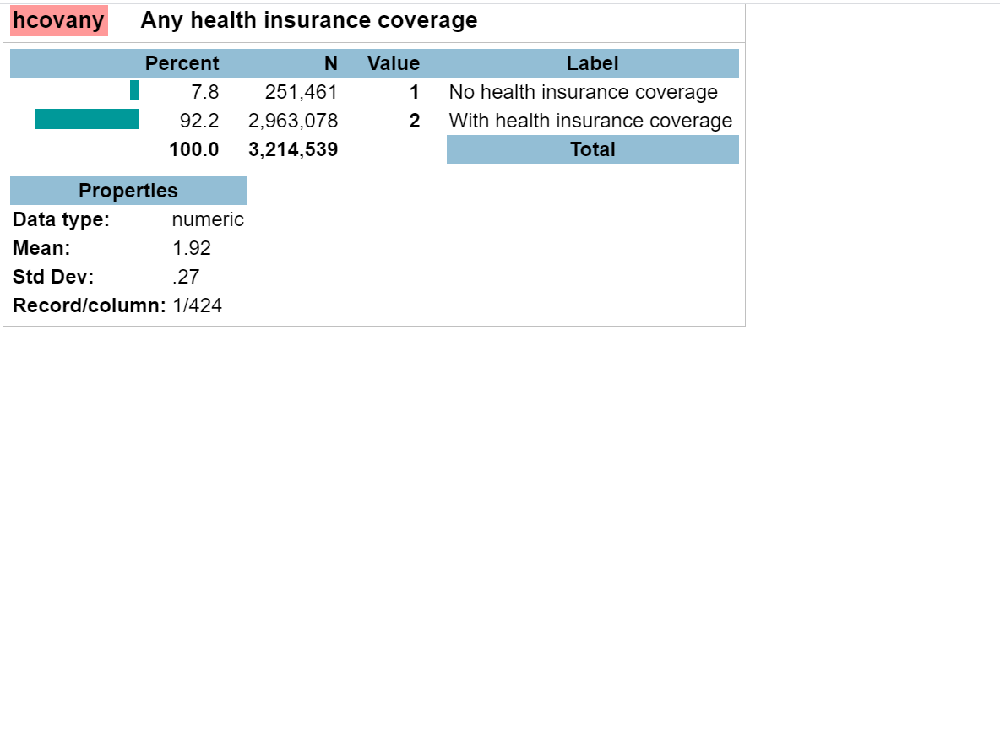 hcovany Any health insurance coverage
Percent N Value Label
7.8 251,461 1 No health insurance coverage
92.2 2,963,078 2 With health insurance coverage
100.0 3,214,539 Total
Properties
Data type: numeric
Mean: 1.92
Std Dev: .27
Record/column: 1/424